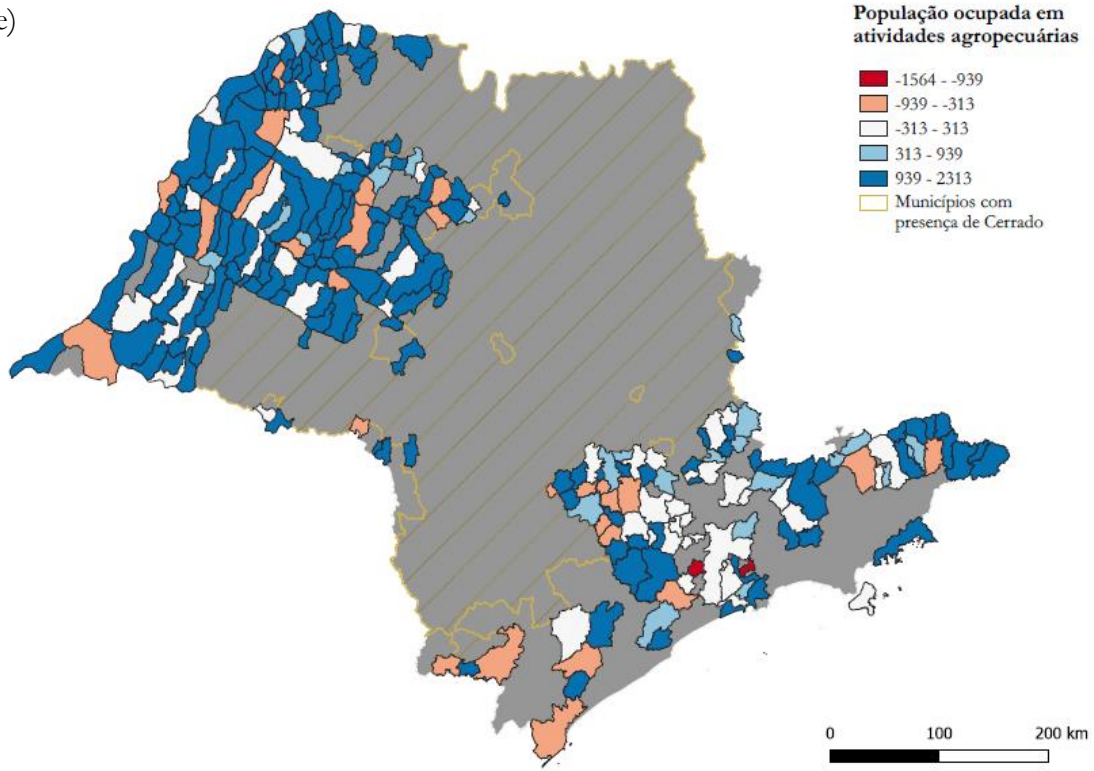 e)
População ocupada em
atividades agropecuárias
-1564 - -939
-939 - -313
-313 - 313
313 - 939
939 - 2313
Municípios com
presença de Cerrado
0 100 200 km